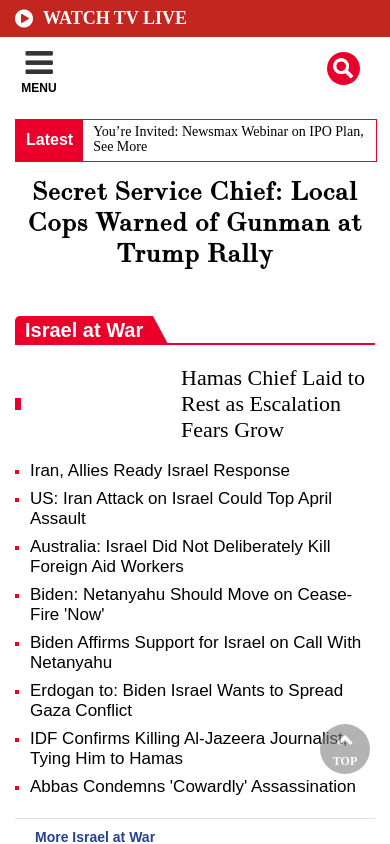 WATCH TV LIVE
MENU
Latest
You’re Invited: Newsmax Webinar on IPO Plan,
See More
Secret Service Chief: Local
Cops Warned of Gunman at
Trump Rally
Israel at War
Hamas Chief Laid to
Rest as Escalation
Fears Grow
Iran, Allies Ready Israel Response
US: Iran Attack on Israel Could Top April
Assault
Australia: Israel Did Not Deliberately Kill
Foreign Aid Workers
Biden: Netanyahu Should Move on Cease-
Fire 'Now'
Biden Affirms Support for Israel on Call With
Netanyahu
Erdogan to: Biden Israel Wants to Spread
Gaza Conflict
IDF Confirms Killing Al-Jazeera Journalist,
Tying Him to Hamas
TOP
Abbas Condemns 'Cowardly' Assassination
More Israel at War